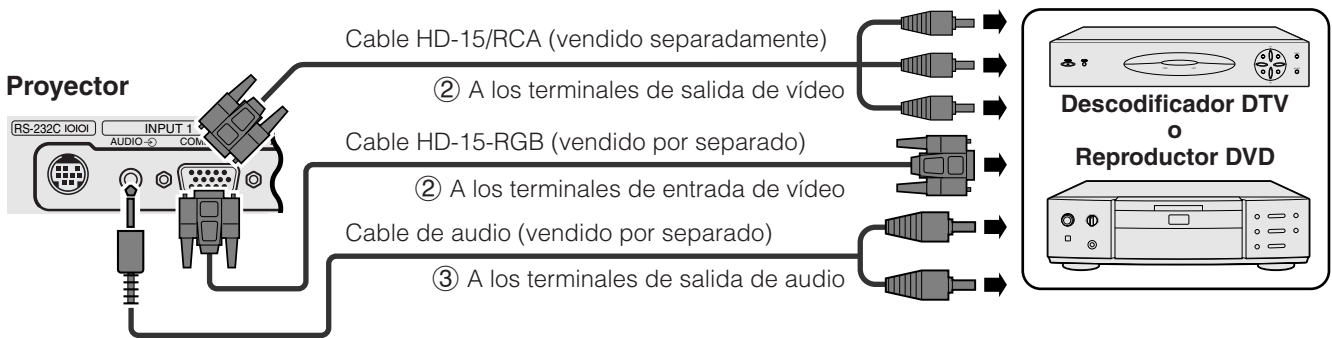 Cable HD-15/RCA (vendido separadamente)
② A los terminales de salida de vídeo
Proyector
RS-232C IOIOI
INPUT 1
AUDIO
Cable HD-15-RGB (vendido por separado)
② A los terminales de entrada de vídeo
Cable de audio (vendido por separado)
③ A los terminales de salida de audio
Descodificador DTV
o
Reproductor DVD